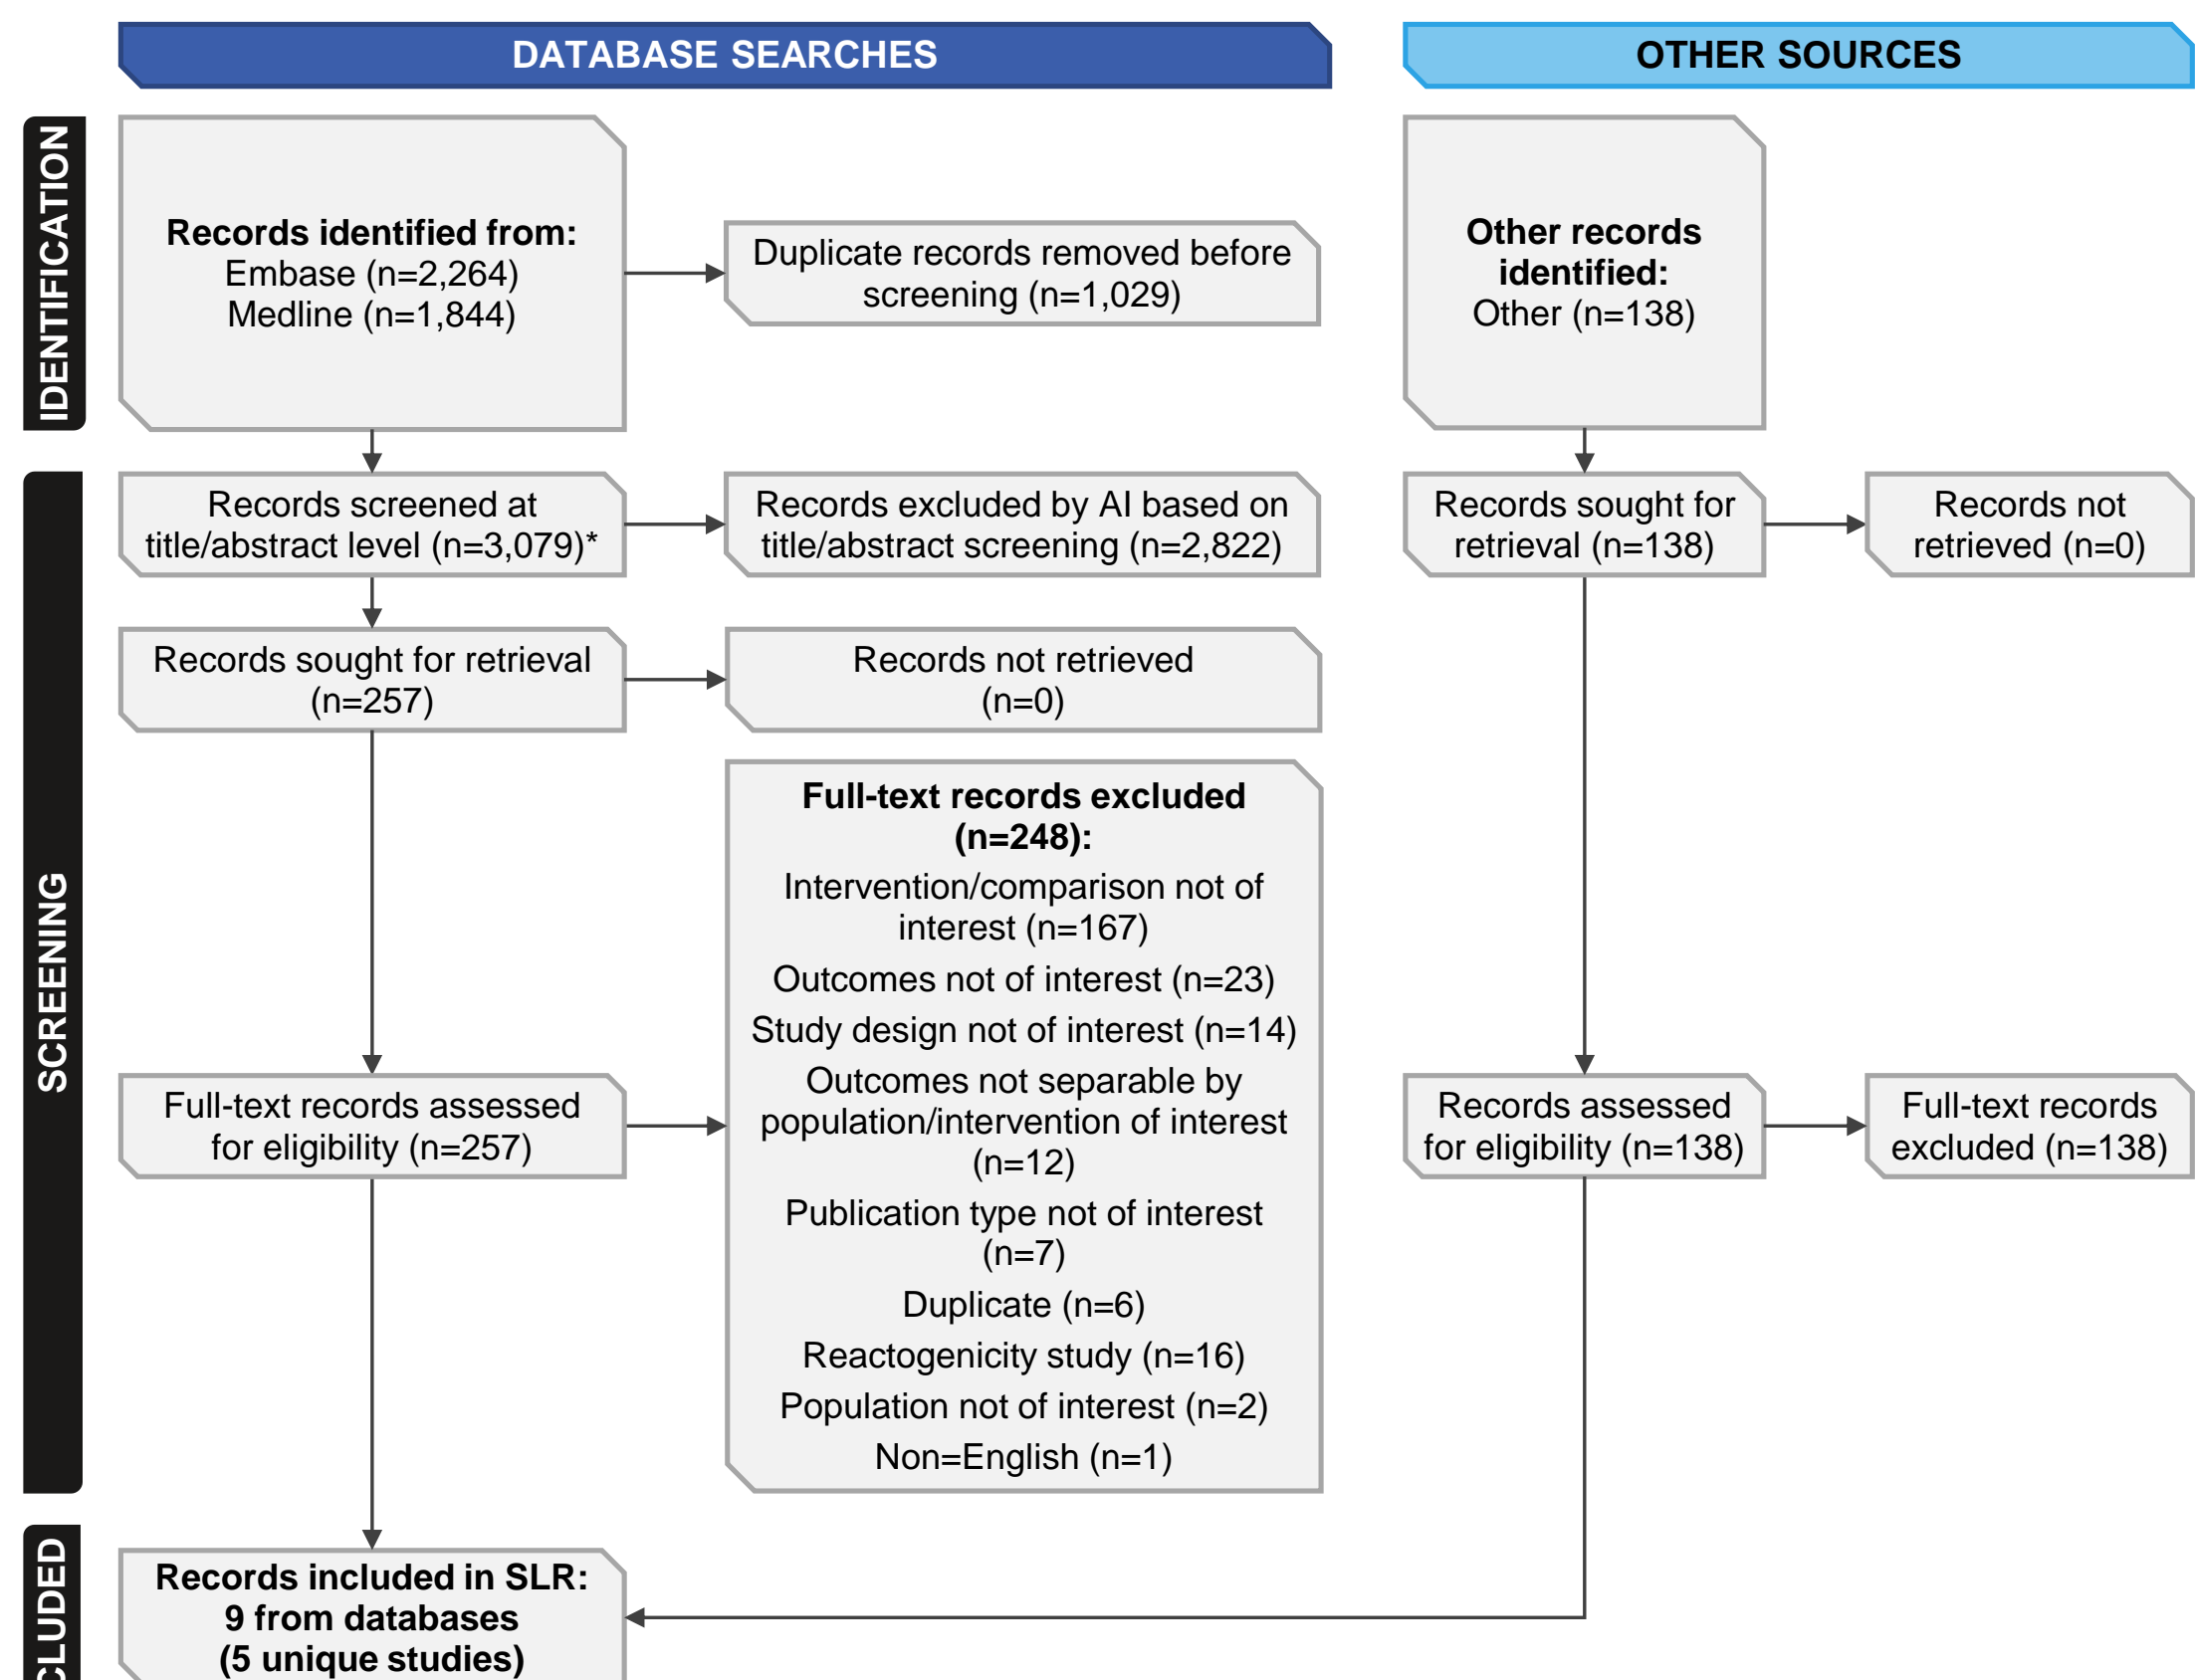 DATABASE SEARCHES
OTHER SOURCES
IDENTIFICATION
Records identified from:
Embase (n=2,264)
Medline (n=1,844)
Duplicate records removed before
screening (n=1,029)
Other records
identified:
Other (n=138)
SCREENING
Records screened at
title/abstract level (n=3,079)*
Records excluded by AI based on
title/abstract screening (n=2,822)
Records sought for
retrieval (n=138)
Records not
retrieved (n=0)
Records sought for retrieval
(n=257)
Records not retrieved
(n=0)
Full-text records excluded
(n=248):
Intervention/comparison not of
interest (n=167)
Outcomes not of interest (n=23)
Study design not of interest (n=14)
Outcomes not separable by
population/intervention of interest
(n=12)
Publication type not of interest
(n=7)
Duplicate (n=6)
Reactogenicity study (n=16)
Population not of interest (n=2)
Non=English (n=1)
Full-text records assessed
for eligibility (n=257)
Records assessed
for eligibility (n=138)
Full-text records
excluded (n=138)
CLUDED
Records included in SLR:
9 from databases
(5 unique studies)